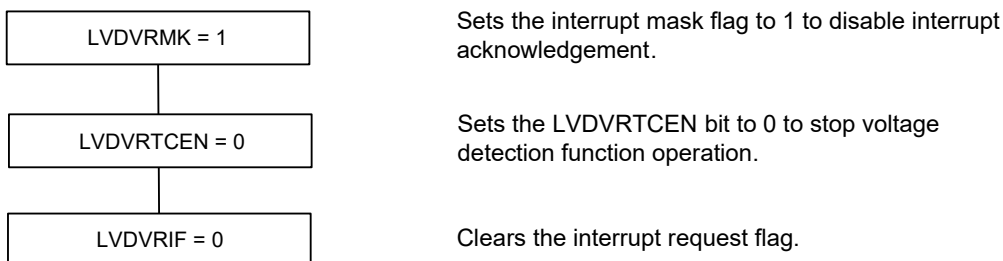 LVDVRMK = 1
Sets the interrupt mask flag to 1 to disable interrupt
acknowledgement.
LVDVRTCEN = 0
Sets the LVDVRTCEN bit to 0 to stop voltage
detection function operation.
LVDVRIF = 0
Clears the interrupt request flag.